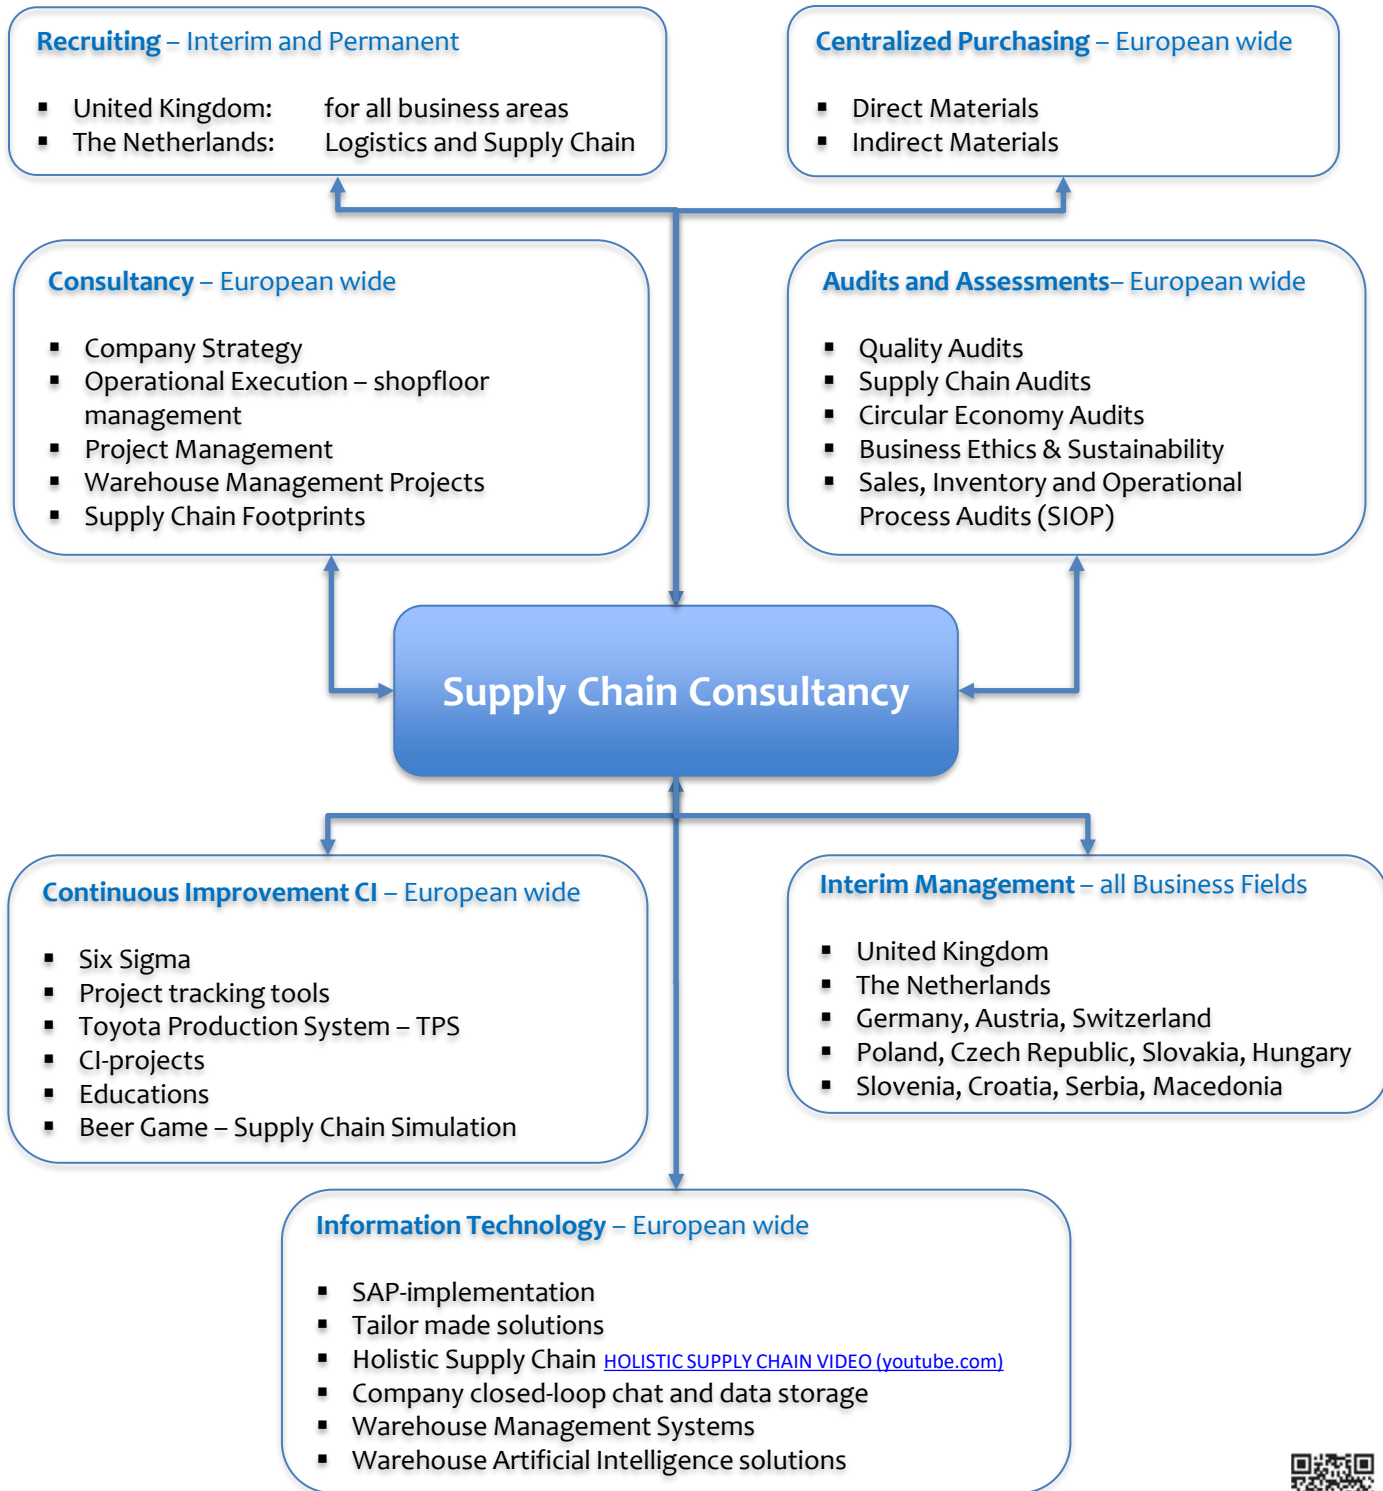 Recruiting – Interim and Permanent
▪ United Kingdom: for all business areas
▪ The Netherlands: Logistics and Supply Chain
Centralized Purchasing – European wide
▪ Direct Materials
▪ Indirect Materials
Consultancy – European wide
▪ Company Strategy
▪ Operational Execution – shopfloor
management
▪ Project Management
▪ Warehouse Management Projects
▪ Supply Chain Footprints
Audits and Assessments– European wide
▪ Quality Audits
▪ Supply Chain Audits
▪ Circular Economy Audits
▪ Business Ethics & Sustainability
▪ Sales, Inventory and Operational
Process Audits (SIOP)
Supply Chain Consultancy
Continuous Improvement CI – European wide
▪ Six Sigma
▪ Project tracking tools
▪ Toyota Production System – TPS
▪ CI-projects
▪ Educations
▪ Beer Game – Supply Chain Simulation
Interim Management – all Business Fields
▪ United Kingdom
▪ The Netherlands
▪ Germany, Austria, Switzerland
▪ Poland, Czech Republic, Slovakia, Hungary
▪ Slovenia, Croatia, Serbia, Macedonia
Information Technology – European wide
▪ SAP-implementation
▪ Tailor made solutions
▪ Holistic Supply Chain HOLISTIC SUPPLY CHAIN VIDEO (youtube.com)
▪ Company closed-loop chat and data storage
▪ Warehouse Management Systems
▪ Warehouse Artificial Intelligence solutions